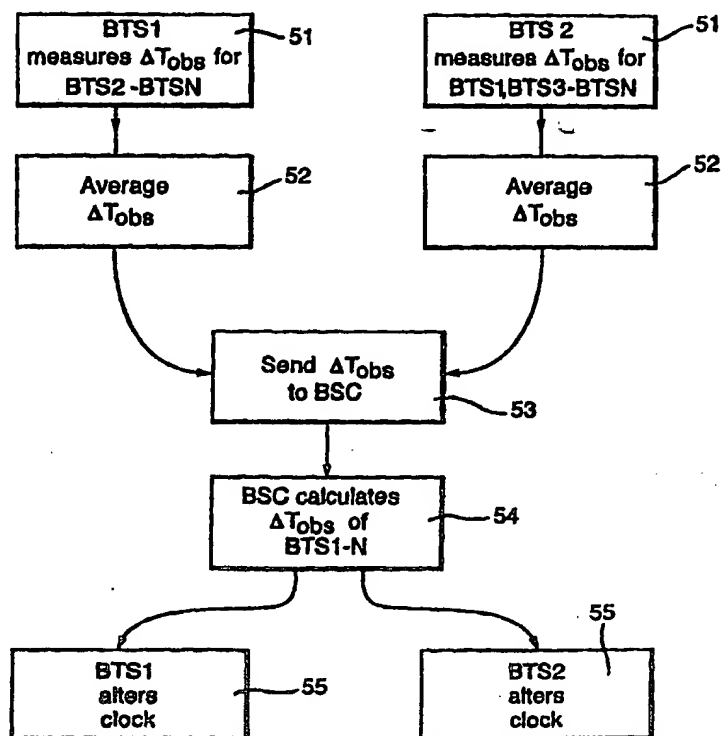 BTS1
measures ΔTobs for
BTS2 -BTSN
51
BTS 2
measures ΔTobs for
BTS1,BTS3-BTSN
51
Average
ΔTobs
52
Average
ΔTobs
52
Send ΔTobs
to BSC
53
BSC calculates
ΔTobs of
BTS1-N
54
BTS1
alters
clock
55
BTS2
alters
clock
55